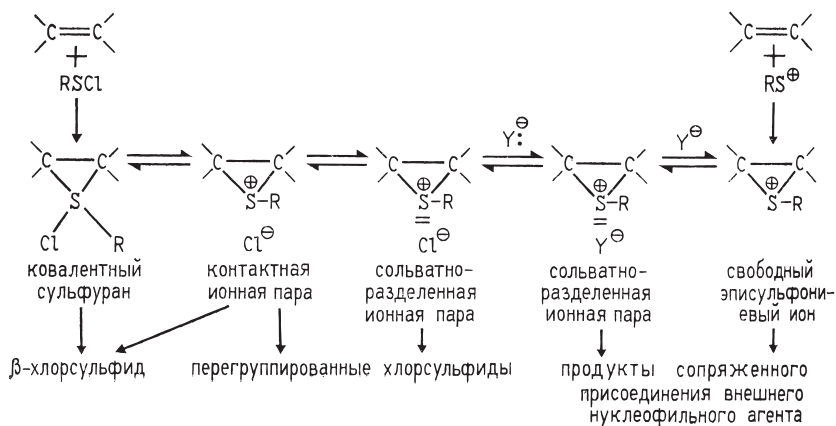 C=C C=C
+ +
RSCl RS⊕
Y:⊖ Y⊖
C C C C C C C C C C
S S⊕-R S⊕-R S⊕-R S⊕-R
Cl R Cl⊖ = Cl⊖ = Y⊖
ковалентный контактная сольватно- сольватно- свободный
сульфуран ионная пара разделенная разделенная эписульфони-
ионная пара ионная пара евый ион
β-хлорсульфид перегруппированные хлорсульфиды продукты сопряженного
присоединения внешнего
нуклеофильного агента